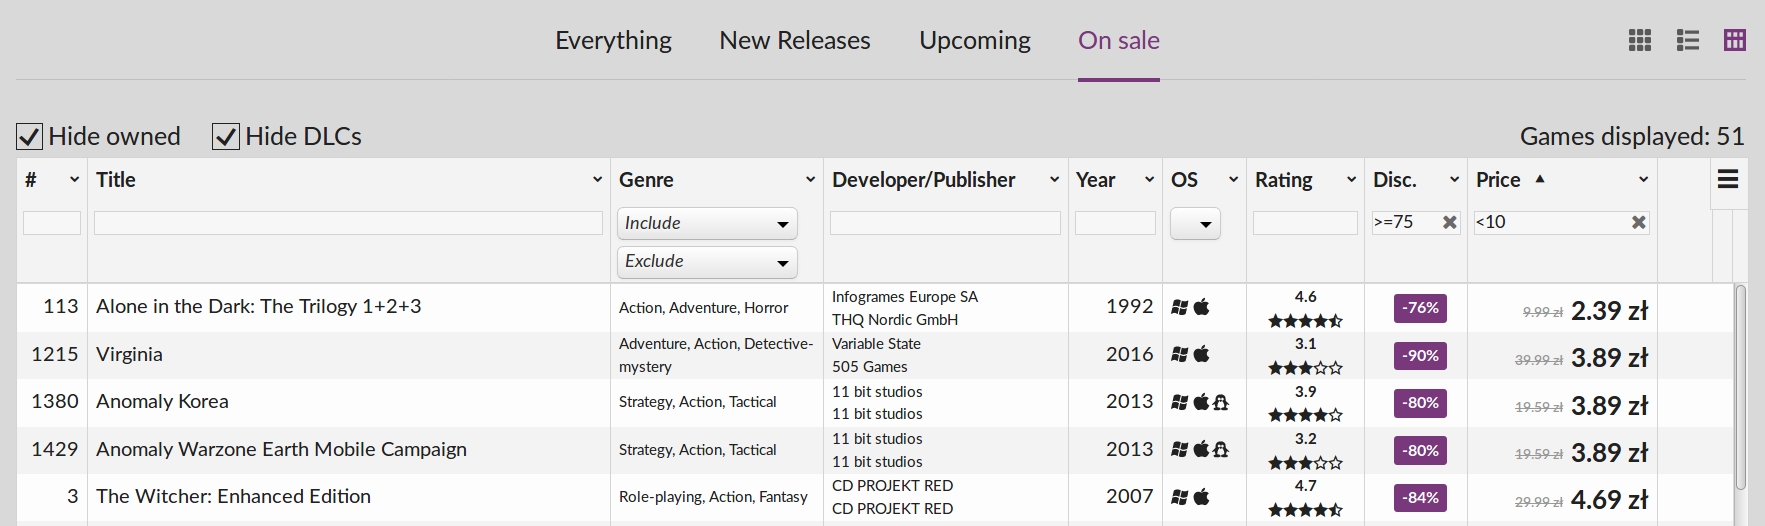 Everything New Releases Upcoming On sale
Hide owned Hide DLCs Games displayed: 51
# Title Genre Developer/Publisher Year OS Rating Disc. Price
Include >=75 <10
Exclude
113 Alone in the Dark: The Trilogy 1+2+3 Action, Adventure, Horror Infogrames Europe SA 1992 4.6 -76% 9.99 zł 2.39 zł
THQ Nordic GmbH
1215 Virginia Adventure, Action, Detective- Variable State 2016 3.1 -90% 39.99 zł 3.89 zł
mystery 505 Games
1380 Anomaly Korea Strategy, Action, Tactical 11 bit studios 2013 3.9 -80% 19.59 zł 3.89 zł
11 bit studios
1429 Anomaly Warzone Earth Mobile Campaign Strategy, Action, Tactical 11 bit studios 2013 3.2 -80% 19.59 zł 3.89 zł
11 bit studios
3 The Witcher: Enhanced Edition Role-playing, Action, Fantasy CD PROJEKT RED 2007 4.7 -84% 29.99 zł 4.69 zł
CD PROJEKT RED